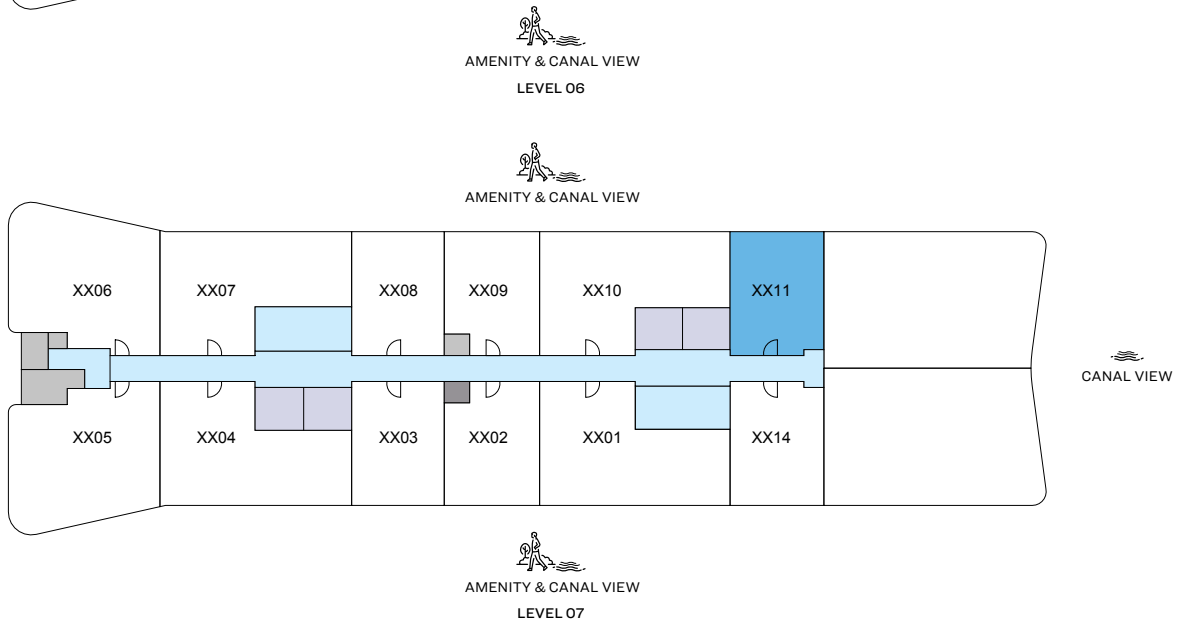 AMENITY & CANAL VIEW
LEVEL 06
AMENITY & CANAL VIEW
XX06 XX07 XX08 XX09 XX10 XX11
CANAL VIEW
XX05 XX04 XX03 XX02 XX01 XX14
AMENITY & CANAL VIEW
LEVEL 07